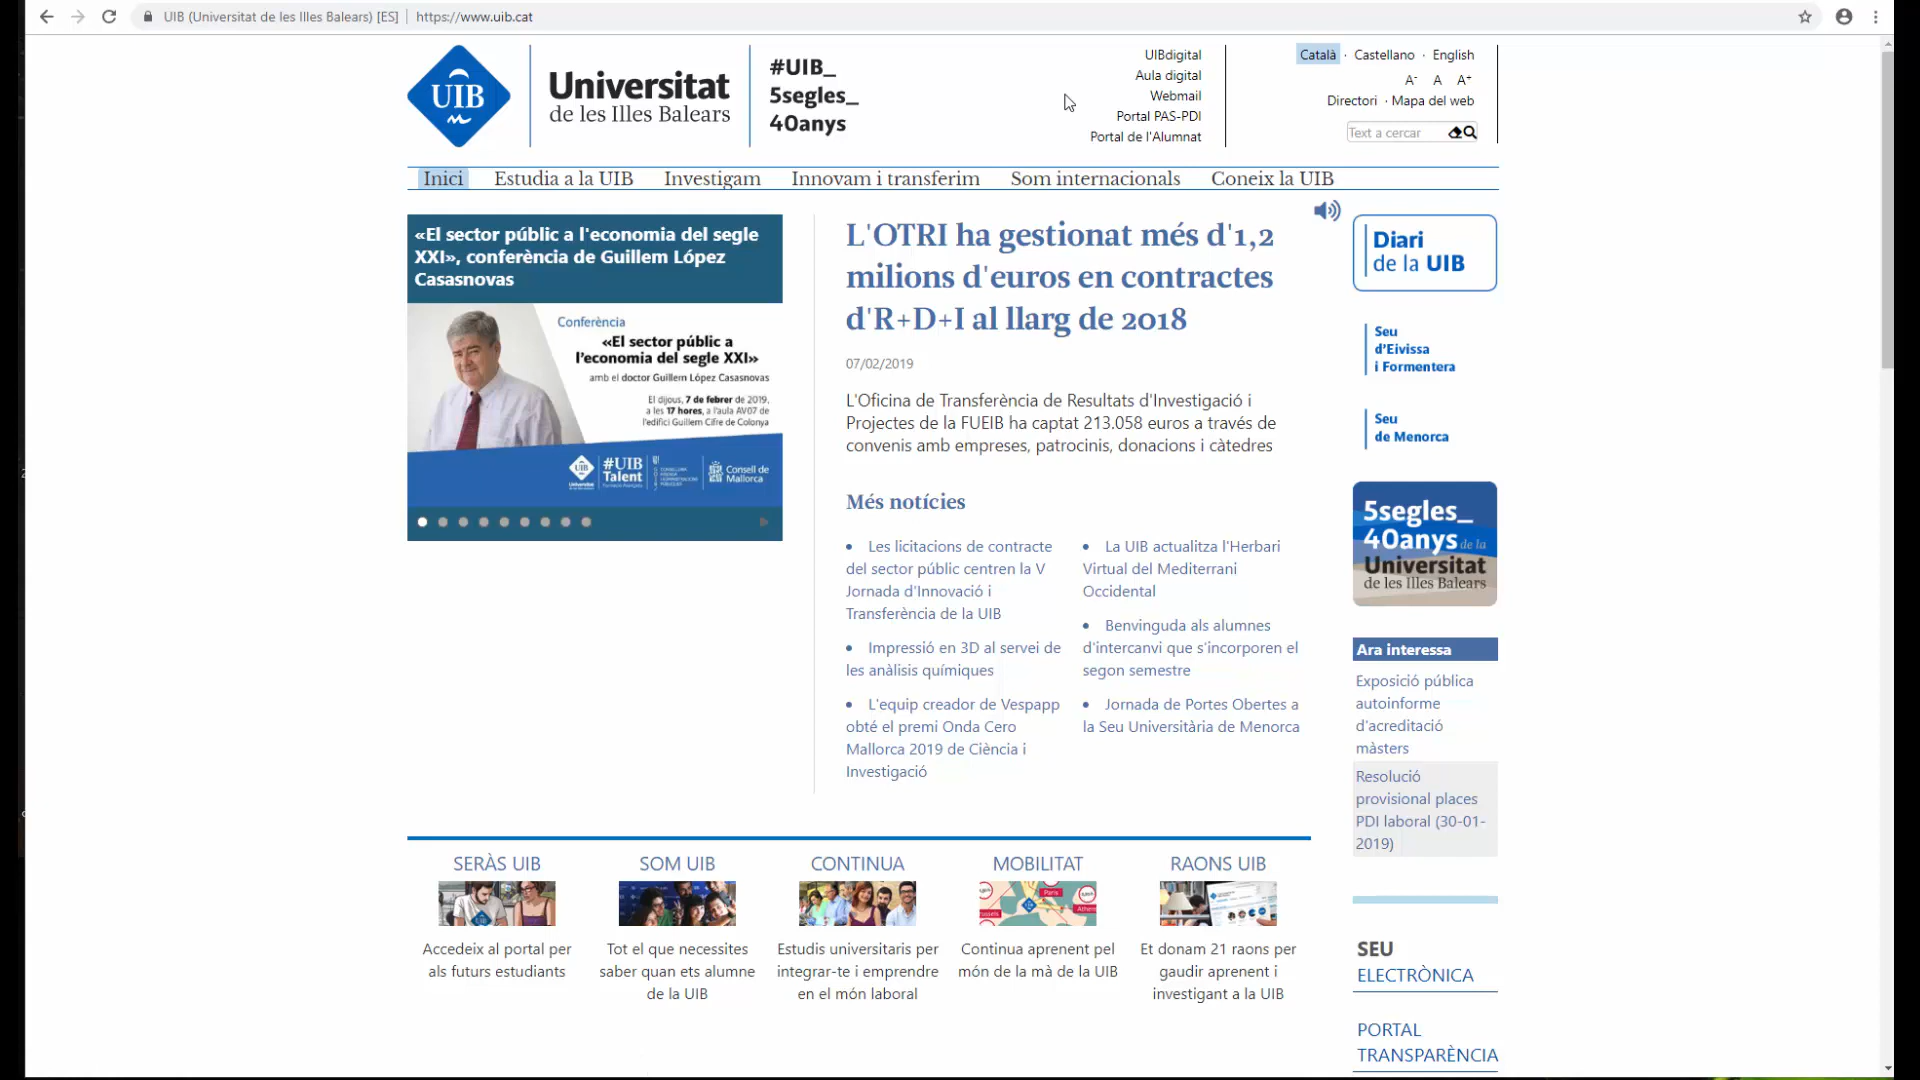 UIB (Universitat de les Illes Balears) [ES]
https://www.uib.cat
UIB
Universitat
de les Illes Balears
#UIB_
5segles_
40anys
UIBdigital
Aula digital
Webmail
Portal PAS-PDI
Portal de l'Alumnat
Català · Castellano · English
A- A A+
Directori · Mapa del web
Text a cercar
Inici
Estudia a la UIB
Investigam
Innovam i transferim
Som internacionals
Coneix la UIB
«El sector públic a l'economia del segle
XXI», conferència de Guillem López
Casasnovas
Conferència
«El sector públic a
l'economia del segle XXI»
amb el doctor Guillem López Casasnovas
El dijous, 7 de febrer de 2019,
a les 17 hores, a l'aula AV07 de
l'edifici Guillem Cifre de Colonya
#UIB
Talent
Consell de
Mallorca
L'OTRI ha gestionat més d'1,2
milions d'euros en contractes
d'R+D+I al llarg de 2018
07/02/2019
L'Oficina de Transferència de Resultats d'Investigació i
Projectes de la FUEIB ha captat 213.058 euros a través de
convenis amb empreses, patrocinis, donacions i càtedres
Més notícies
Les licitacions de contracte
del sector públic centren la V
Jornada d'Innovació i
Transferència de la UIB
Impressió en 3D al servei de
les anàlisis químiques
L'equip creador de Vespapp
obté el premi Onda Cero
Mallorca 2019 de Ciència i
Investigació
La UIB actualitza l'Herbari
Virtual del Mediterrani
Occidental
Benvinguda als alumnes
d'intercanvi que s'incorporen el
segon semestre
Jornada de Portes Obertes a
la Seu Universitària de Menorca
Diari
de la UIB
Seu
d'Eivissa
i Formentera
Seu
de Menorca
5segles_
40anys de la
Universitat
de les Illes Balears
Ara interessa
Exposició pública
autoinforme
d'acreditació
màsters
Resolució
provisional places
PDI laboral (30-01-
2019)
SEU
ELECTRÒNICA
PORTAL
TRANSPARÈNCIA
SERÀS UIB
Accedeix al portal per
als futurs estudiants
SOM UIB
Tot el que necessites
saber quan ets alumne
de la UIB
CONTINUA
Estudis universitaris per
integrar-te i emprendre
en el món laboral
MOBILITAT
Paris
Continua aprenent pel
món de la mà de la UIB
RAONS UIB
Et donam 21 raons per
gaudir aprenent i
investigant a la UIB